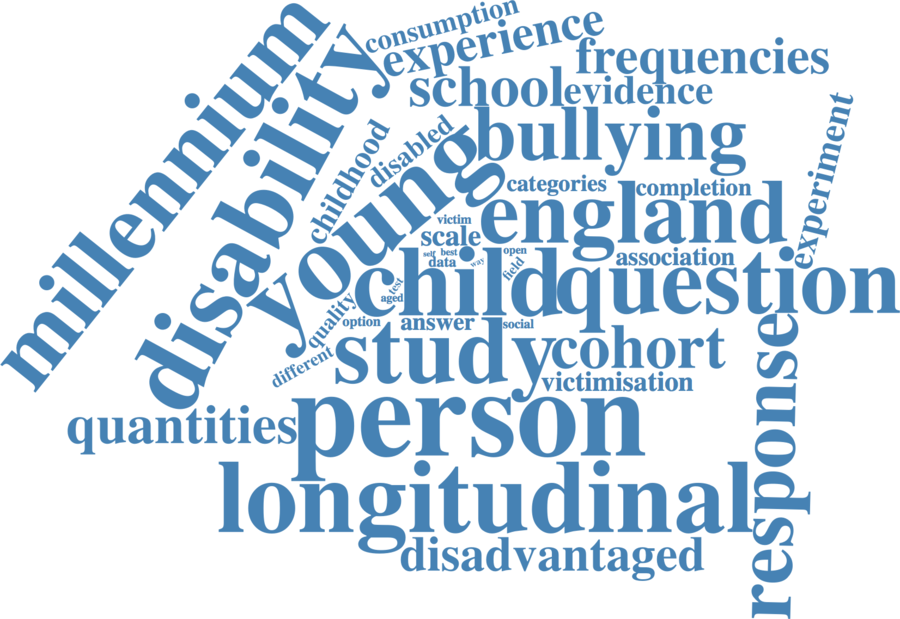 millennium
disability
consumption
experience
frequencies
school
evidence
childhood
disabled
young
bullying
experiment
categories
completion
england
victim
scale
association
self
best
open
data
way
field
child
question
test
aged
quality
option
answer
social
different
study
cohort
victimisation
response
quantities
person
longitudinal
disadvantaged